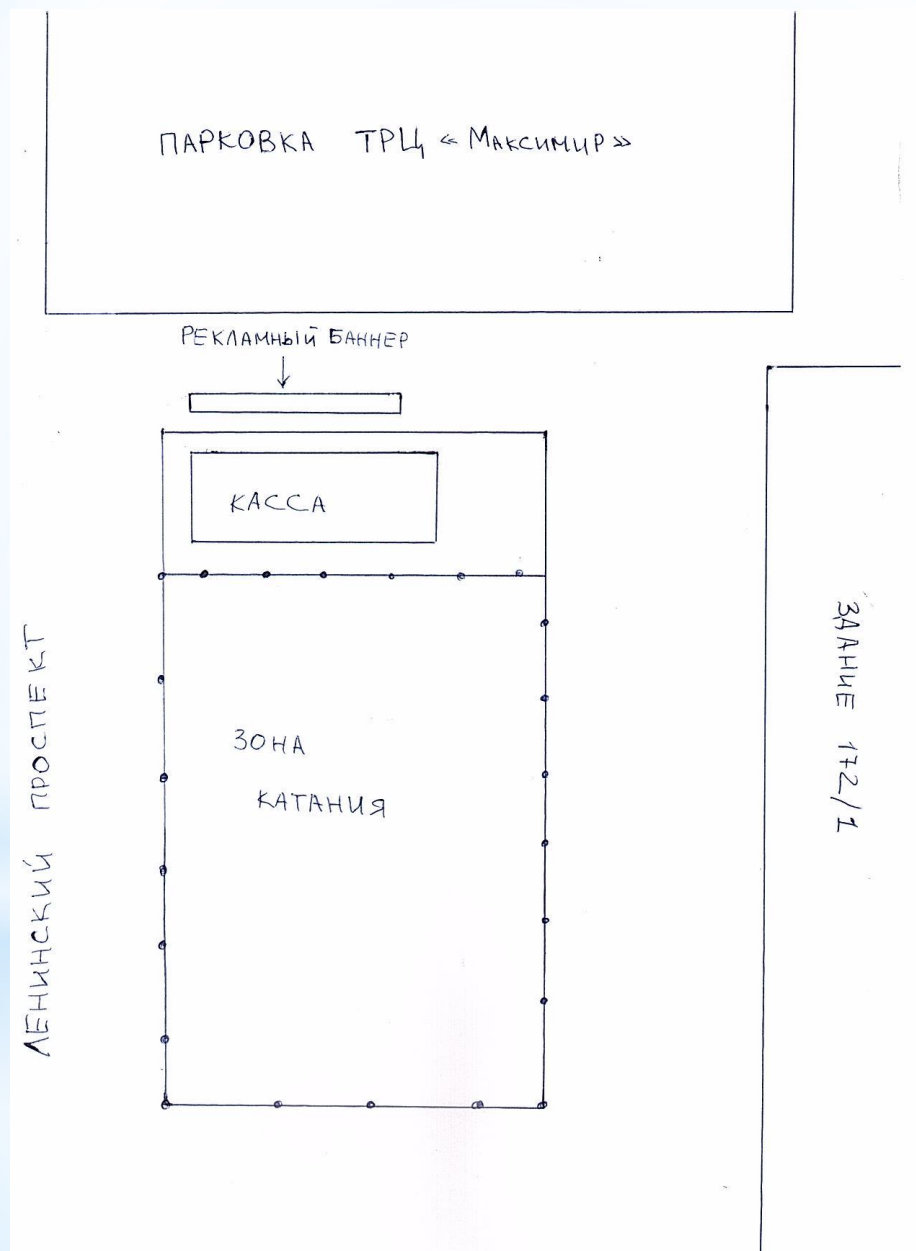 ПАРКОВКА ТРЦ « МАКСИМИР »
РЕКЛАМНЫЙ БАННЕР
КАССА
ЗОНА
КАТАНИЯ
ЛЕНИНСКИЙ ПРОСПЕКТ
ЗДАНИЕ 172/1